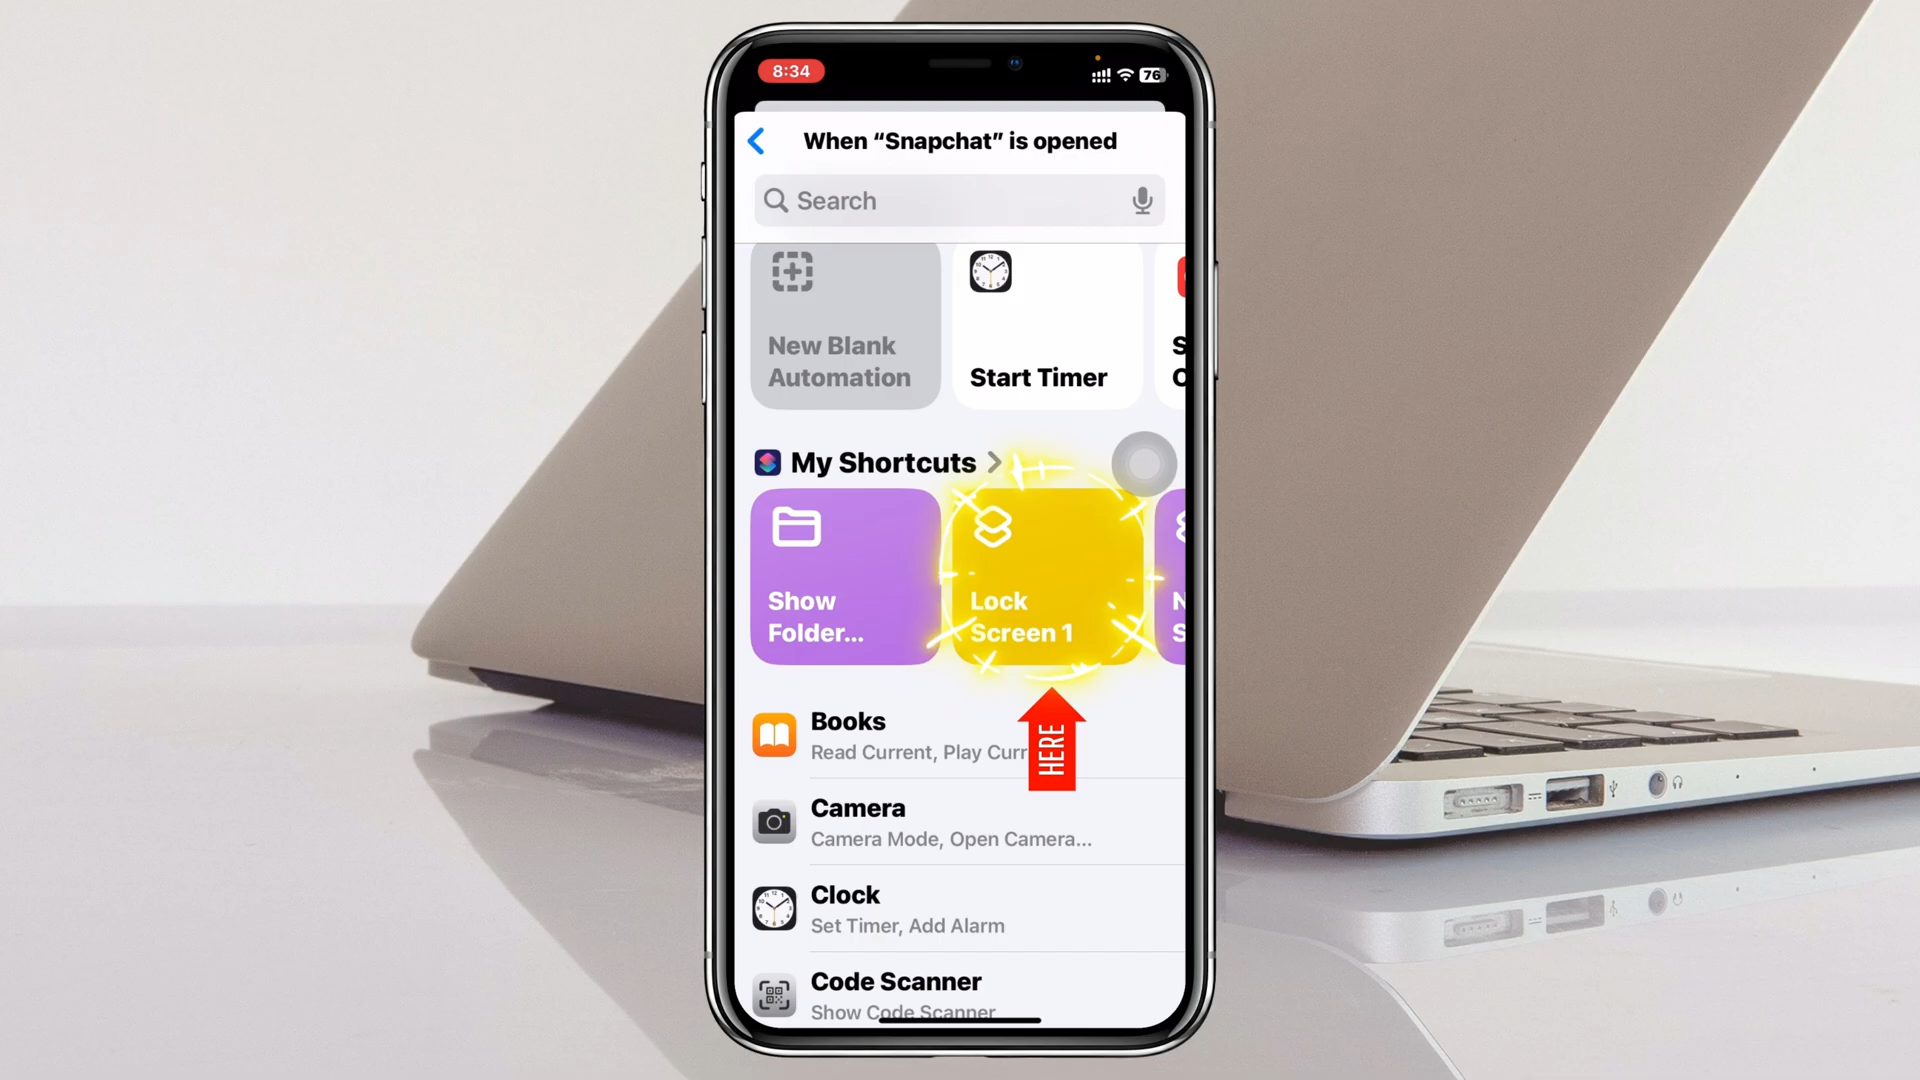 8:34
76
When “Snapchat” is opened
Search
New Blank
Automation
Start Timer
S
C
My Shortcuts
Show
Folder...
Lock
Screen 1
N
S
Books
Read Current, Play Curr
HERE
Camera
Camera Mode, Open Camera...
Clock
Set Timer, Add Alarm
Code Scanner
Show Code Scanner